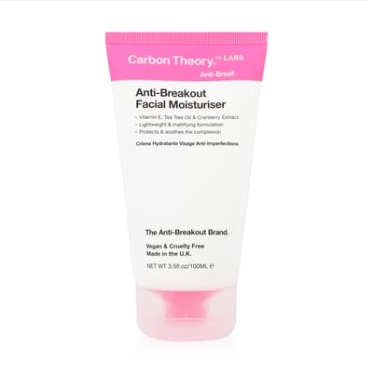 Carbon Theory.™ LABS
Anti-Breakout
Facial Moisturiser
• Vitamin E, Tea Tree Oil & Cranberry Extract
• Lightweight & mattifying formulation
• Protects & soothes the complexion
Crème Hydratante Visage Anti-Imperfections
The Anti-Breakout Brand.
Vegan & Cruelty Free
Made in the U.K.
NET WT 3.5fl.oz/100ML ℮